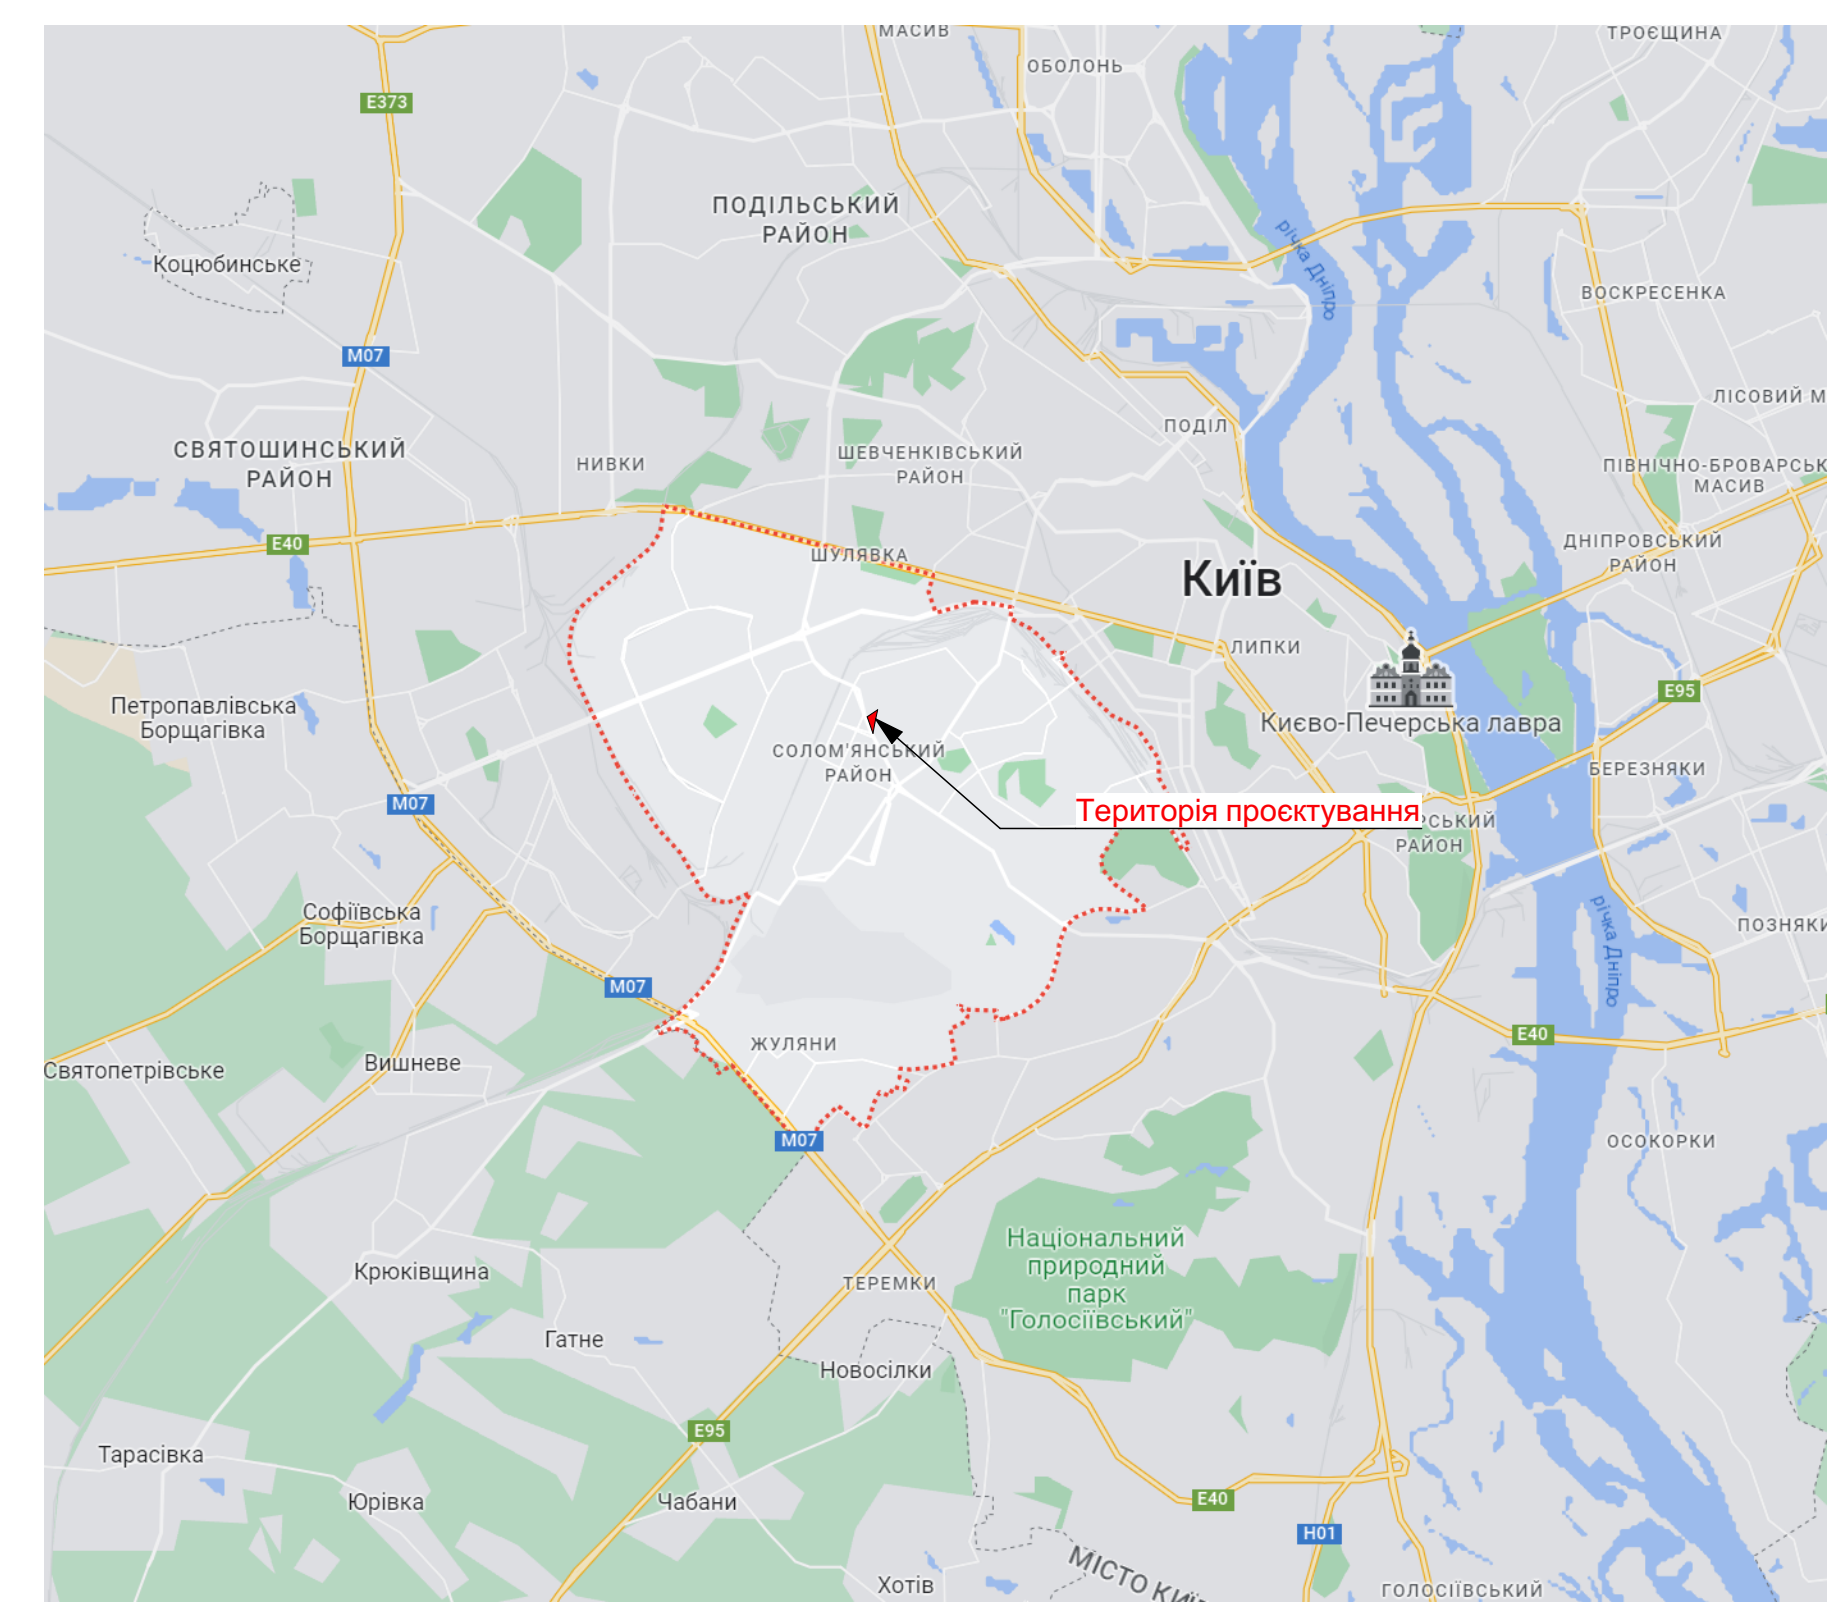 МАСИВ
ТРОЄЩИНА
ОБОЛОНЬ
E373
ПОДІЛЬСЬКИЙ
РАЙОН
річка Дніпро
Коцюбинське
ВОСКРЕСЕНКА
M07
ЛІСОВИЙ М
ПОДІЛ
СВЯТОШИНСЬКИЙ
РАЙОН
НИВКИ
ШЕВЧЕНКІВСЬКИЙ
РАЙОН
ПІВНІЧНО-БРОВАРСЬК
МАСИВ
E40
ШУЛЯВКА
ДНІПРОВСЬКИЙ
РАЙОН
Київ
ЛИПКИ
E95
Петропавлівська
Борщагівка
Києво-Печерська лавра
СОЛОМ'ЯНСЬКИЙ
РАЙОН
БЕРЕЗНЯКИ
M07
Територія проєктування
РСЬКИЙ
РАЙОН
Софіївська
Борщагівка
річка Дніпро
ПОЗНЯКИ
M07
E40
ЖУЛЯНИ
Святопетрівське
Вишневе
M07
ОСОКОРКИ
Національний
природний
парк
"Голосіївський"
Крюківщина
ТЕРЕМКИ
Гатне
Новосілки
E95
Тарасівка
Юрівка
Чабани
E40
H01
МІСТО КИЇ
Хотів
ГОЛОСІЇВСЬКИЙ